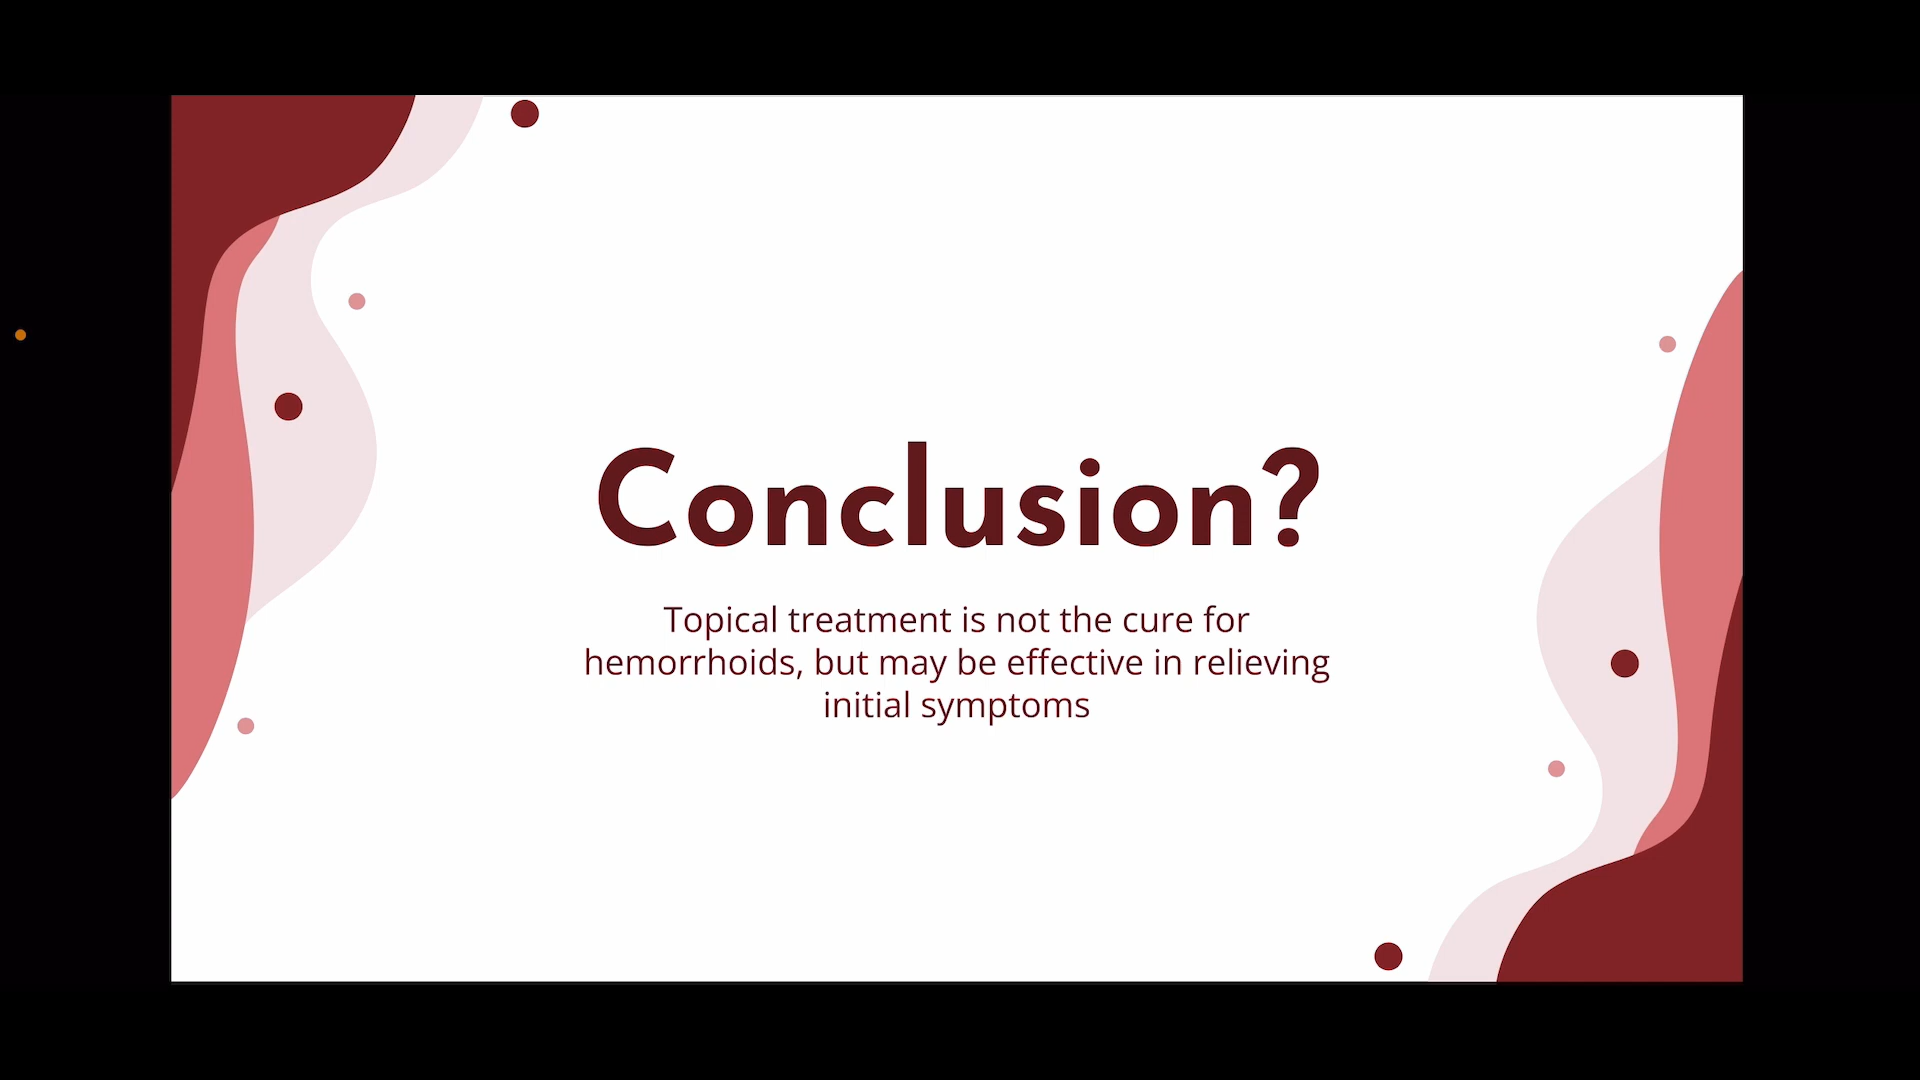 Conclusion?
Topical treatment is not the cure for
hemorrhoids, but may be effective in relieving
initial symptoms